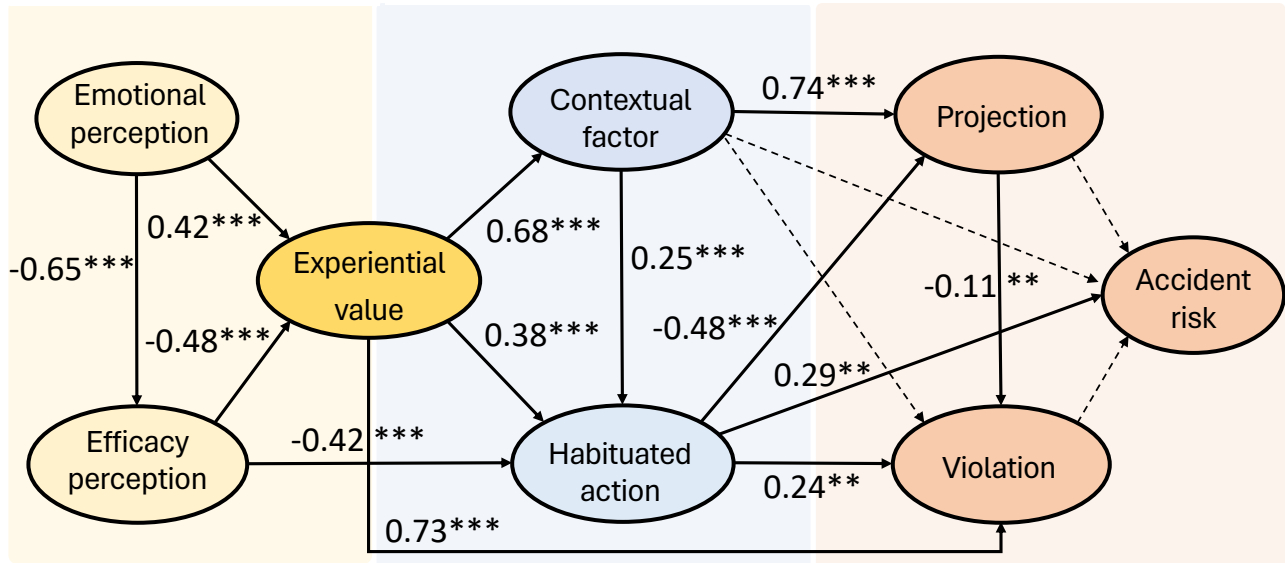 Emotional
perception
Contextual
factor
0.74***
Projection
0.42***
-0.65***
Experiential
value
0.68***
0.25***
-0.11 **
Accident
risk
-0.48***
0.38***
-0.48***
0.29**
Efficacy
perception
-0.42 ***
Habituated
action
0.24**
Violation
0.73***